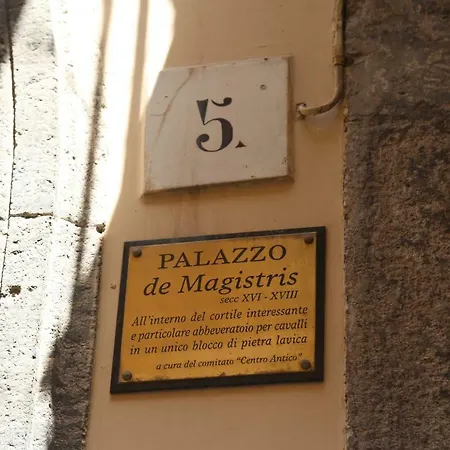 5.
PALAZZO
de Magistris
secc XVI - XVIII
All'interno del cortile interessante
e particolare abbeveratoio per cavalli
in un unico blocco di pietra lavica
a cura del comitato "Centro Antico"